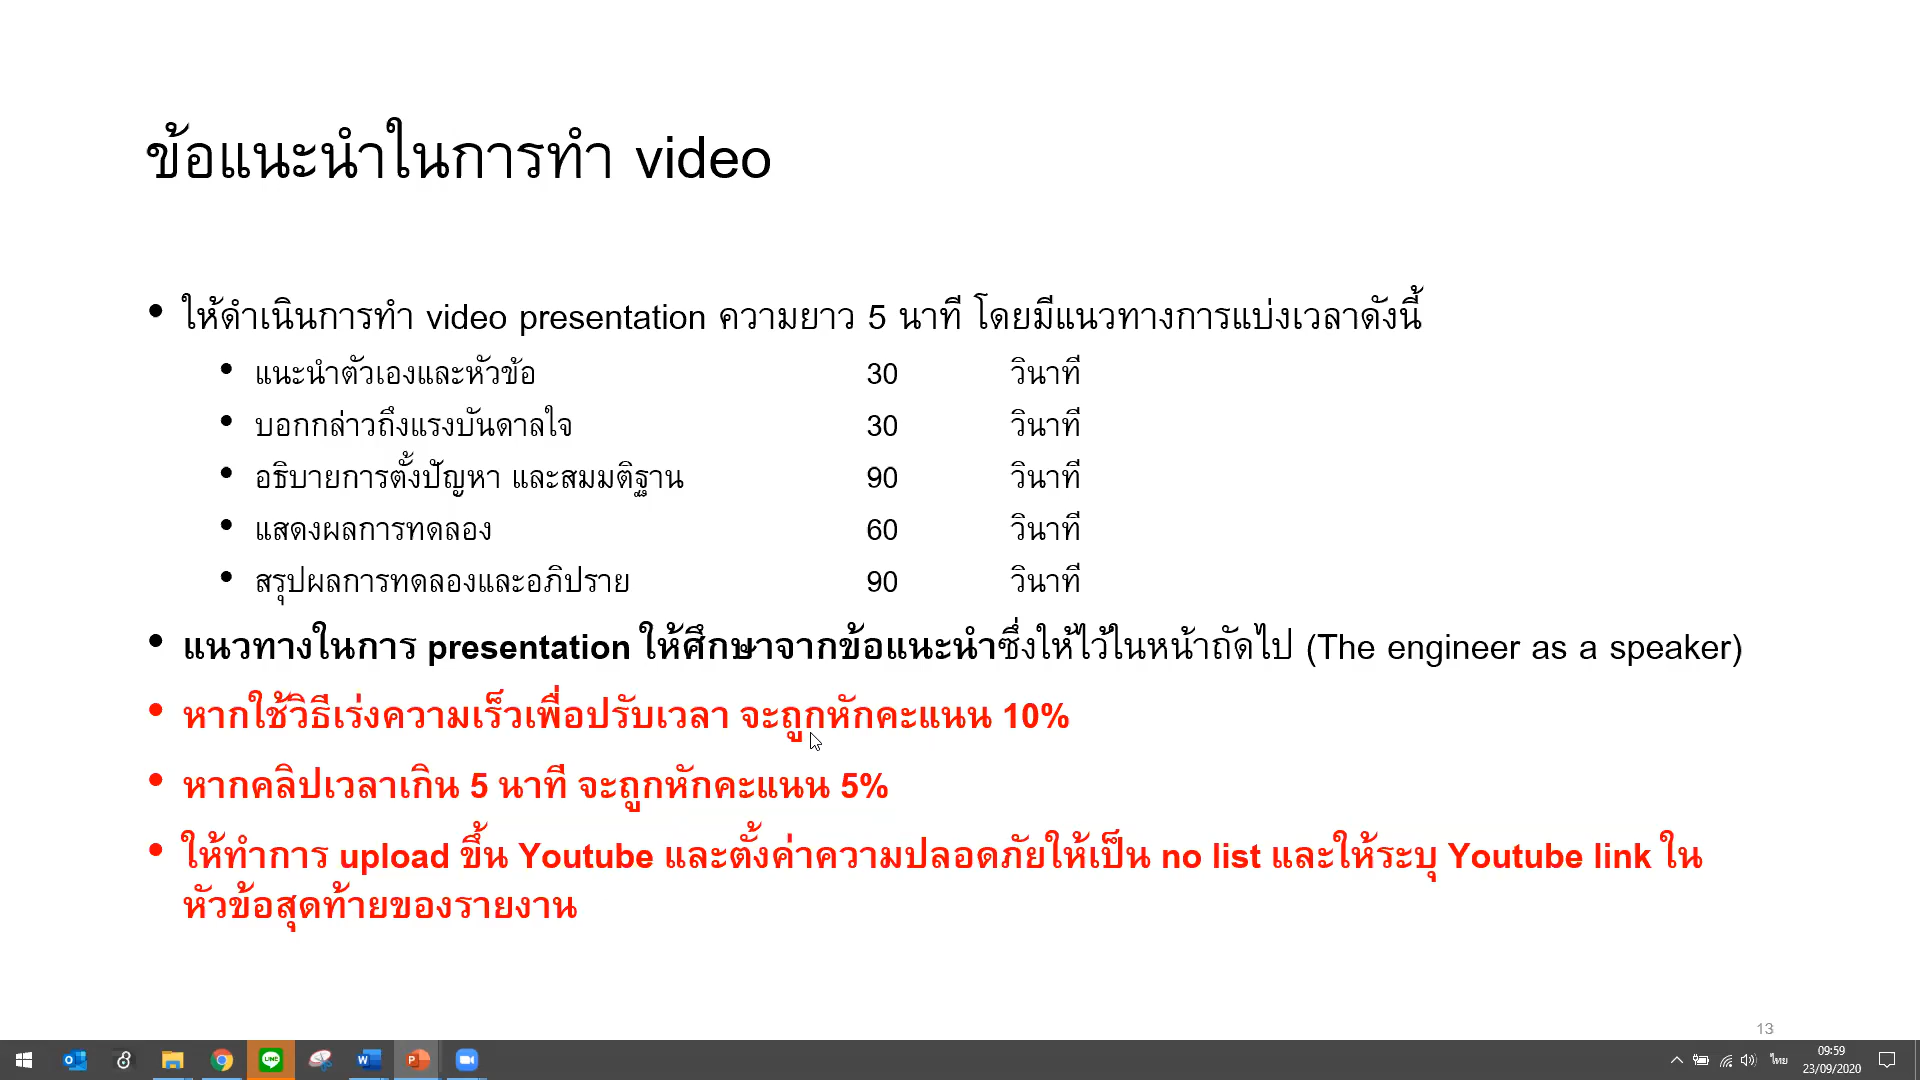 ข้อแนะนำในการทำ video
• ให้ดำเนินการทำ video presentation ความยาว 5 นาที โดยมีแนวทางการแบ่งเวลาดังนี้
• แนะนำตัวเองและหัวข้อ 30 วินาที
• บอกกล่าวถึงแรงบันดาลใจ 30 วินาที
• อธิบายการตั้งปัญหา และสมมติฐาน 90 วินาที
• แสดงผลการทดลอง 60 วินาที
• สรุปผลการทดลองและอภิปราย 90 วินาที
• แนวทางในการ presentation ให้ศึกษาจากข้อแนะนำซึ่งให้ไว้ในหน้าถัดไป (The engineer as a speaker)
• หากใช้วิธีเร่งความเร็วเพื่อปรับเวลา จะถูกหักคะแนน 10%
• หากคลิปเวลาเกิน 5 นาที จะถูกหักคะแนน 5%
• ให้ทำการ upload ขึ้น Youtube และตั้งค่าความปลอดภัยให้เป็น no list และให้ระบุ Youtube link ใน
หัวข้อสุดท้ายของรายงาน
13
LINE
ไทย
09:59
23/09/2020